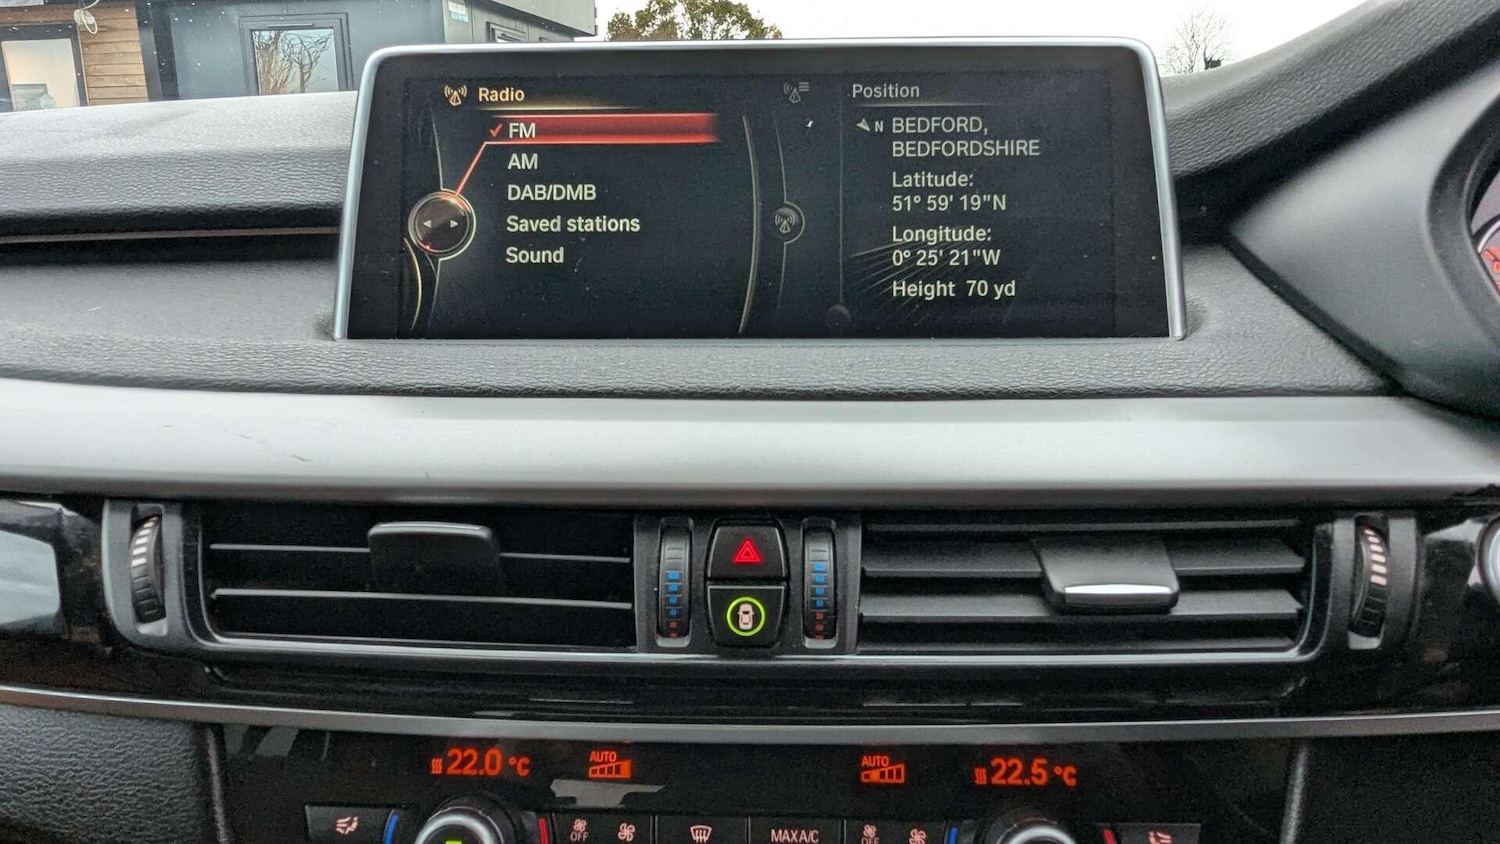 Radio
FM
AM
DAB/DMB
Saved stations
Sound
Position
N BEDFORD,
BEDFORDSHIRE
Latitude:
51° 59' 19"N
Longitude:
0° 25' 21"W
Height 70 yd
22.0 °C
AUTO
AUTO
22.5 °C
OFF
MAX A/C
OFF